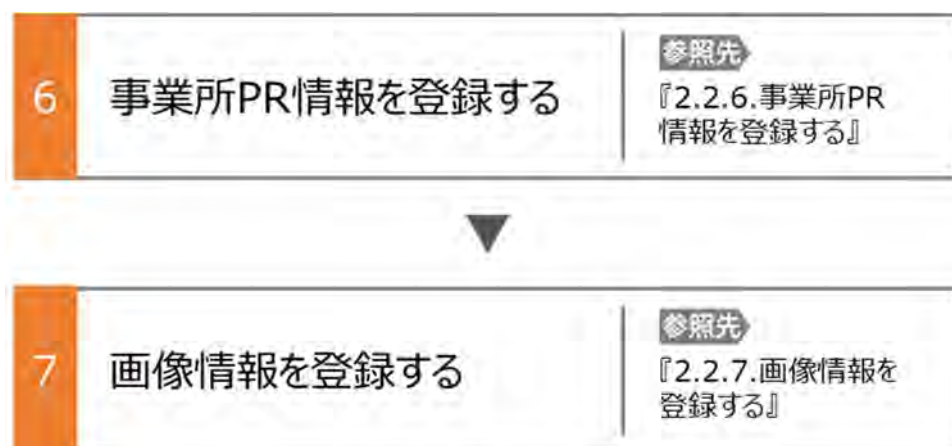 6
事業所PR情報を登録する
参照先
『2.2.6.事業所PR
情報を登録する』
7
画像情報を登録する
参照先
『2.2.7.画像情報を
登録する』